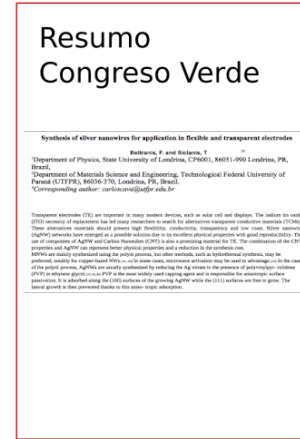 Resumo
Congreso Verde
Synthesis of silver nanowires for application in flexible and transparent electrodes
Beltranis, F. and Siclanis, T
¹Department of Physics, State University of Londrina, CP6001, 86051-990 Londrina, PR,
Brazil,
²Department of Materials Science and Engineering, Technological Federal University of
Paraná (UTFPR), 86036-370, Londrina, PR, Brazil.
*Corresponding author: carloscava@utfpr.edu.br
Transparent electrodes (TE) are important in many modern devices, such as solar cell and displays. The indium tin oxide
(ITO) necessity of replacement has led many researchers to search for alternatives transparent conductive materials (TCMs).
These alternatives materials should present high flexibility, conductivity, transparency and low coast. Silver nanowires
(AgNW) networks have emerged as a possible solution due to its excellent physical properties with good reproducibility. The
use of composites of AgNW and Carbon Nanotubes (CNT) is also a promising material for TE. The combination of the CNT
properties and AgNW can represent better physical properties and a reduction in the synthesis cost.
MNWs are mainly synthesized using the polyol process, but other methods, such as hydrothermal synthesis, may be
preferred, notably for copper-based NWs. In some cases, microwave activation may be used to advantage. In the case
of the polyol process, AgNWs are usually synthesized by reducing the Ag nitrate in the presence of polyvinylpyr- rolidone
(PVP) in ethylene glycol. PVP is the most widely used capping agent and is responsible for anisotropic surface
passivation. It is adsorbed along the (100) surfaces of the growing AgNW while the (111) surfaces are free to grow. The
lateral growth is then prevented thanks to this aniso- tropic adsorption.